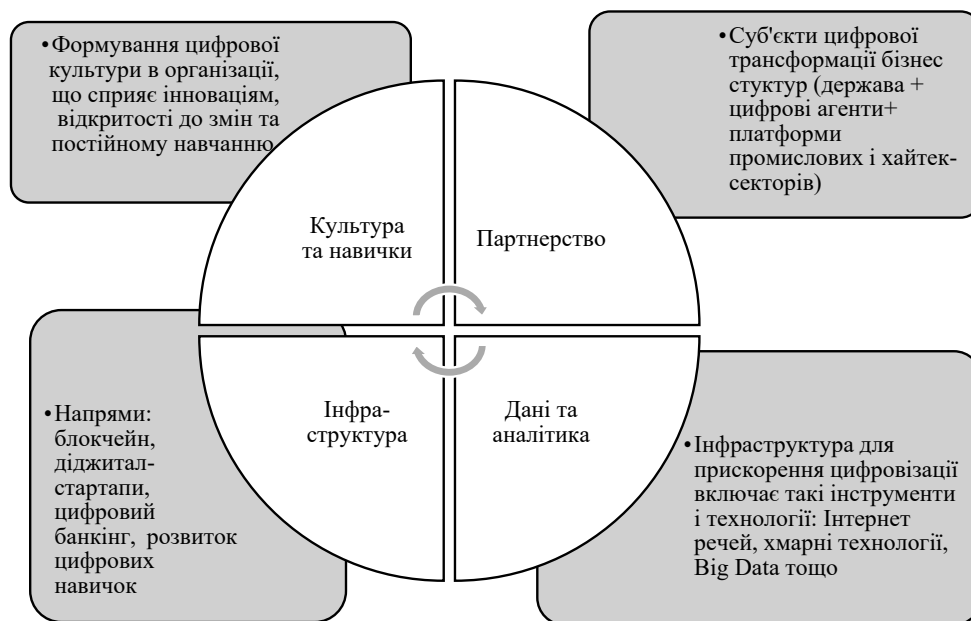 •Формування цифрової
культури в організації,
що сприяє інноваціям,
відкритості до змін та
постійному навчанню
•Суб'єкти цифрової
трансформації бізнес
стуктур (держава +
цифрові агенти+
платформи
промислових і хайтек-
секторів)
Культура
та навички
Партнерство
Інфра-
структура
Дані та
аналітика
•Напрями:
блокчейн,
діджитал-
стартапи,
цифровий
банкінг, розвиток
цифрових
навичок
•Інфраструктура для
прискорення цифровізації
включає такі інструменти
і технології: Інтернет
речей, хмарні технології,
Big Data тощо